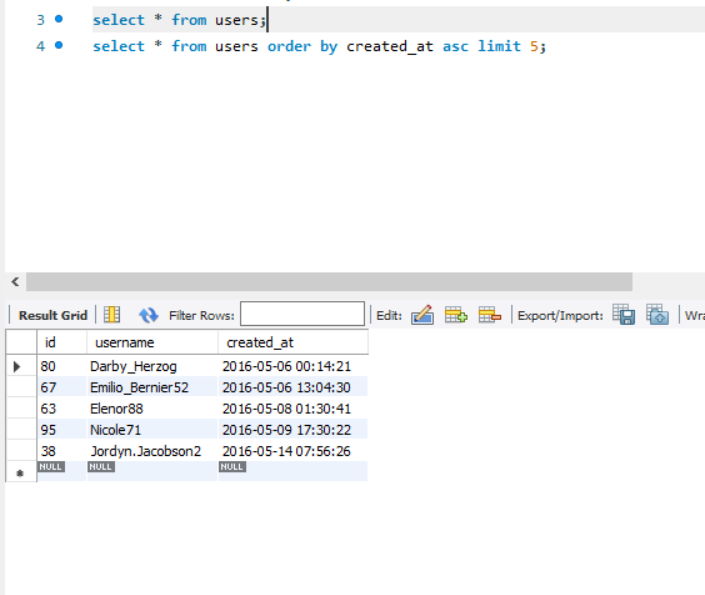 3 select * from users;
4 select * from users order by created_at asc limit 5;
Result Grid Filter Rows: Edit: Export/Import:
id username created_at
80 Darby_Herzog 2016-05-06 00:14:21
67 Emilio_Bernier52 2016-05-06 13:04:30
63 Elenor88 2016-05-08 01:30:41
95 Nicole71 2016-05-09 17:30:22
38 Jordyn.Jacobson2 2016-05-14 07:56:26
NULL NULL NULL